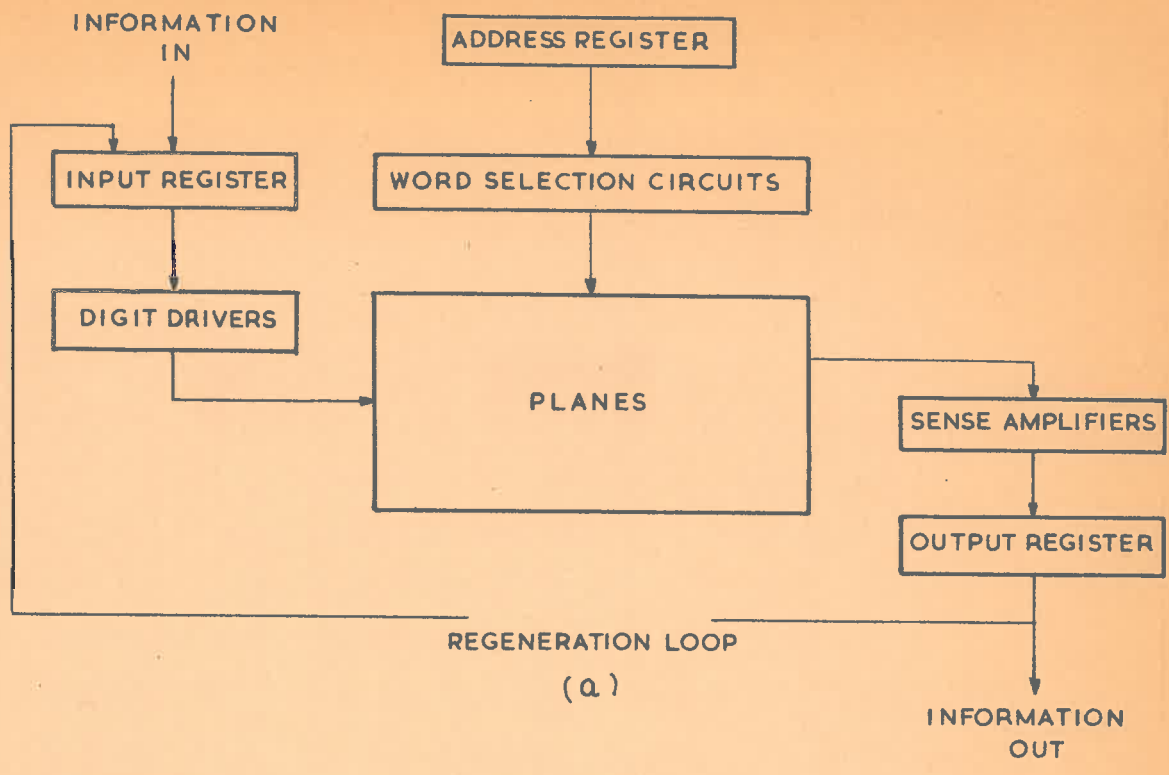 INFORMATION
IN
ADDRESS REGISTER
INPUT REGISTER
WORD SELECTION CIRCUITS
DIGIT DRIVERS
PLANES
SENSE AMPLIFIERS
OUTPUT REGISTER
REGENERATION LOOP
(a)
INFORMATION
OUT